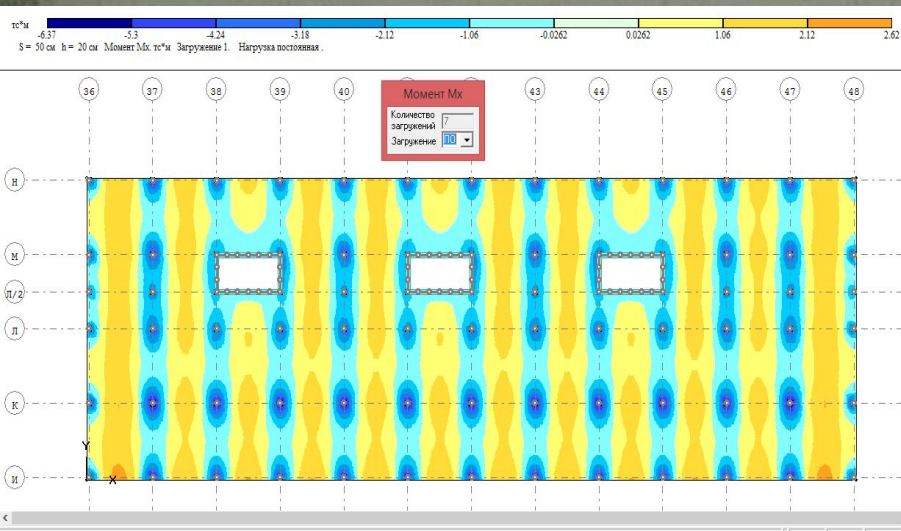 тс*м
-6.37 -5.3 -4.24 -3.18 -2.12 -1.06 -0.0262 0.0262 1.06 2.12 2.62
S = 50 см h = 20 см Момент Mx. тс*м Загружение 1. Нагрузка постоянная .
36 37 38 39 40 43 44 45 46 47 48
Момент Mx
Количество
загружений 7
Загружение ПО
Н
М
Л/2
Л
К
Y
И
X